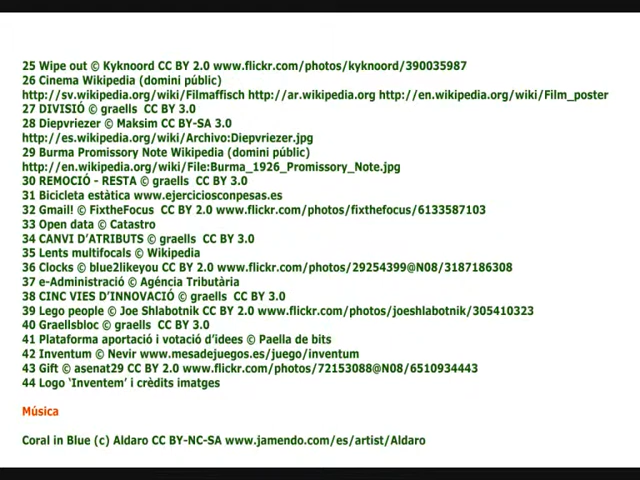 25 Wipe out © Kyknoord CC BY 2.0 www.flickr.com/photos/kyknoord/390035987
26 Cinema Wikipedia (domini públic)
http://sv.wikipedia.org/wiki/Filmaffisch http://ar.wikipedia.org http://en.wikipedia.org/wiki/Film_poster
27 DIVISIÓ © graells  CC BY 3.0
28 Diepvriezer © Maksim CC BY-SA 3.0
http://es.wikipedia.org/wiki/Archivo:Diepvriezer.jpg
29 Burma Promissory Note Wikipedia (domini públic)
http://en.wikipedia.org/wiki/File:Burma_1926_Promissory_Note.jpg
30 REMOCIÓ - RESTA © graells  CC BY 3.0
31 Bicicleta estàtica www.ejerciciosconpesas.es
32 Gmail! © FixtheFocus  CC BY 2.0 www.flickr.com/photos/fixthefocus/6133587103
33 Open data © Catastro
34 CANVI D’ATRIBUTS © graells  CC BY 3.0
35 Lents multifocals © Wikipedia
36 Clocks © blue2likeyou CC BY 2.0 www.flickr.com/photos/29254399@N08/3187186308
37 e-Administració © Agéncia Tributària
38 CINC VIES D’INNOVACIÓ © graells  CC BY 3.0
39 Lego people © Joe Shlabotnik CC BY 2.0 www.flickr.com/photos/joeshlabotnik/305410323
40 Graellsbloc © graells  CC BY 3.0
41 Plataforma aportació i votació d’idees © Paella de bits
42 Inventum © Nevir www.mesadejuegos.es/juego/inventum
43 Gift © asenat29 CC BY 2.0 www.flickr.com/photos/72153088@N08/6510934443
44 Logo ‘Inventem’ i crèdits imatges
Música
Coral in Blue (c) Aldaro CC BY-NC-SA www.jamendo.com/es/artist/Aldaro